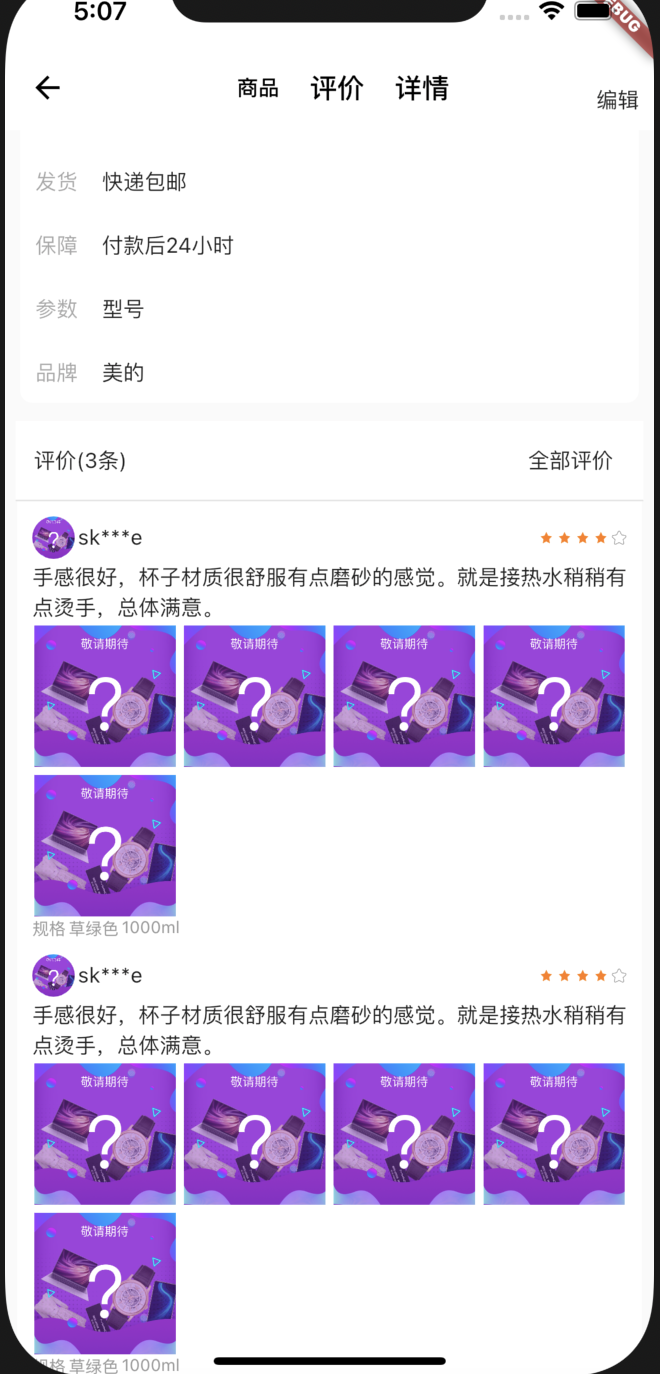 5:07
BUG
商品 评价 详情
编辑
发货 快递包邮
保障 付款后24小时
参数 型号
品牌 美的
评价(3条) 全部评价
sk***e
手感很好，杯子材质很舒服有点磨砂的感觉。就是接热水稍稍有
点烫手，总体满意。
敬请期待 敬请期待 敬请期待 敬请期待
? ? ? ?
敬请期待
?
规格 草绿色 1000ml
sk***e
手感很好，杯子材质很舒服有点磨砂的感觉。就是接热水稍稍有
点烫手，总体满意。
敬请期待 敬请期待 敬请期待 敬请期待
? ? ? ?
敬请期待
?
规格 草绿色 1000ml